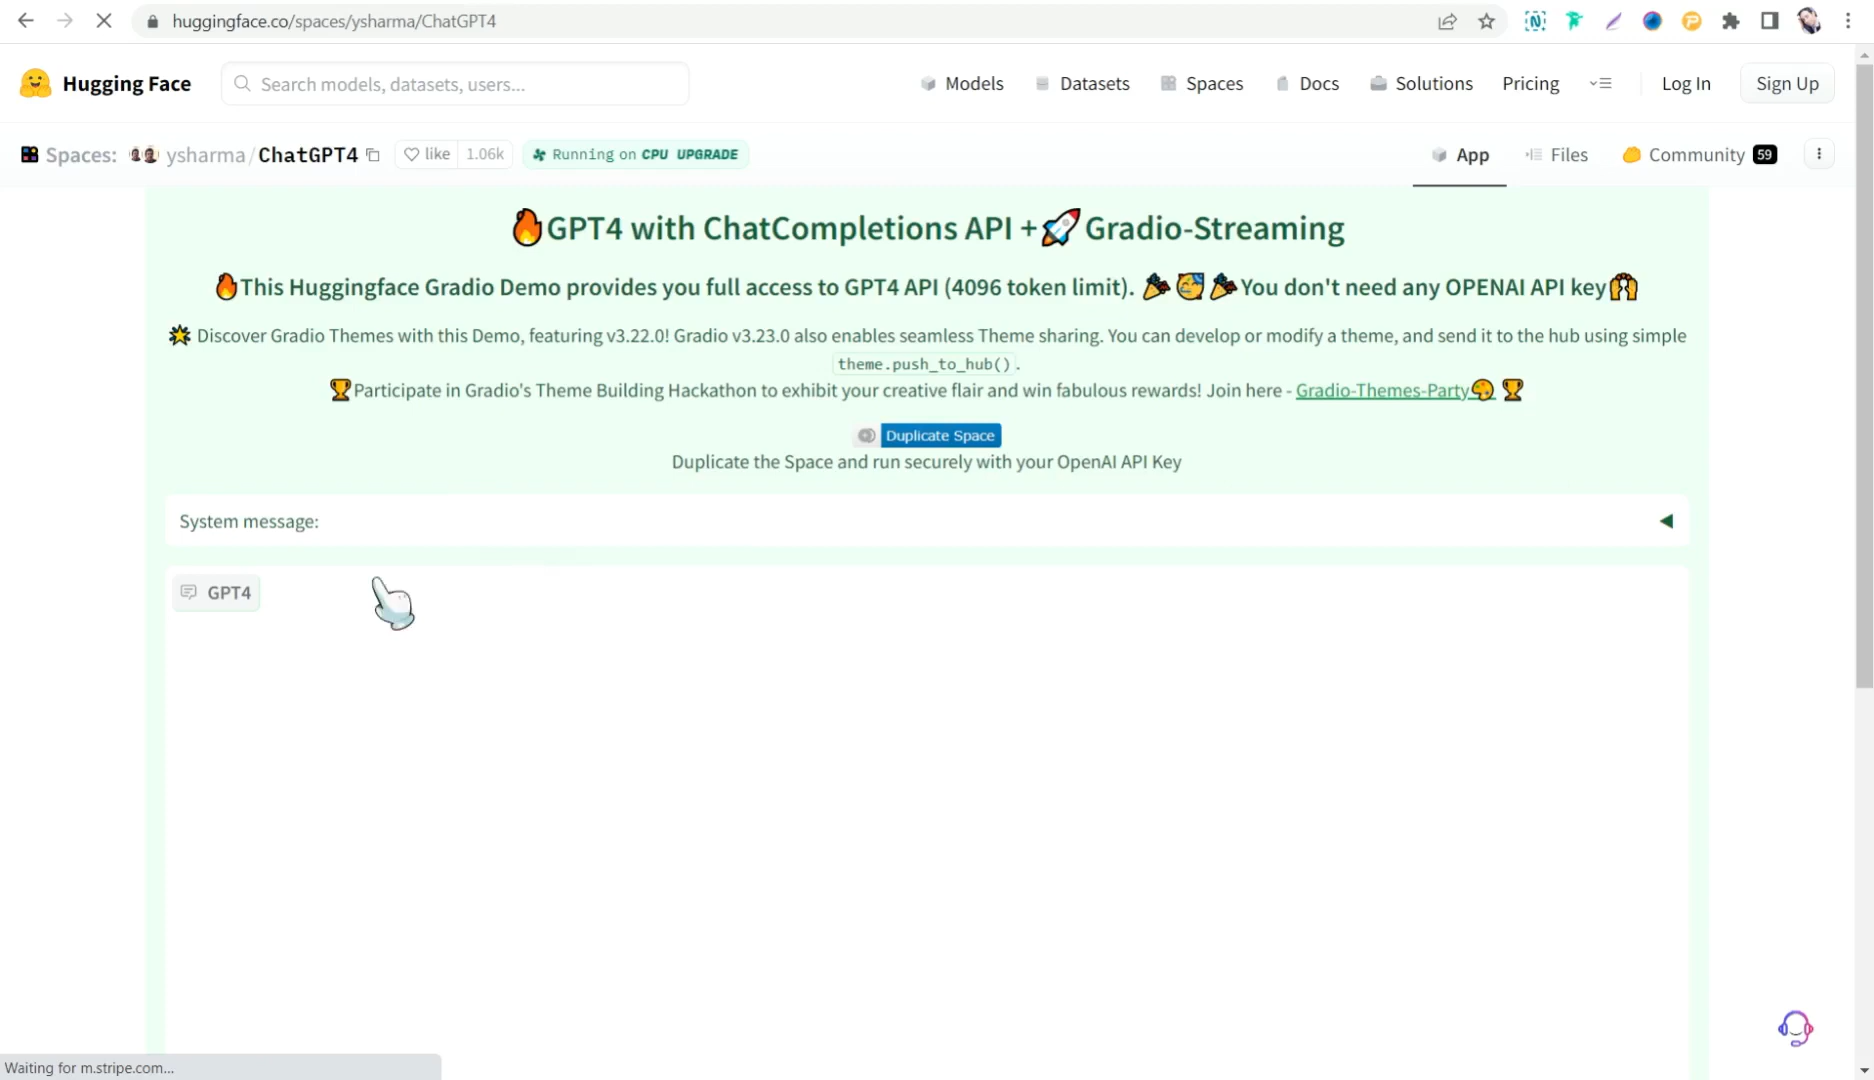 huggingface.co/spaces/ysharma/ChatGPT4
Hugging Face
Search models, datasets, users...
Models
Datasets
Spaces
Docs
Solutions
Pricing
Log In
Sign Up
Spaces:
ysharma/ChatGPT4
like
1.06k
Running on CPU UPGRADE
App
Files
Community
59
🔥GPT4 with ChatCompletions API +🚀Gradio-Streaming
🔥This Huggingface Gradio Demo provides you full access to GPT4 API (4096 token limit). 🎉🥳🎉You don't need any OPENAI API key🙌
🌟 Discover Gradio Themes with this Demo, featuring v3.22.0! Gradio v3.23.0 also enables seamless Theme sharing. You can develop or modify a theme, and send it to the hub using simple
theme.push_to_hub().
🏆Participate in Gradio's Theme Building Hackathon to exhibit your creative flair and win fabulous rewards! Join here - Gradio-Themes-Party🎨 🏆
Duplicate Space
Duplicate the Space and run securely with your OpenAI API Key
System message:
GPT4
Waiting for m.stripe.com...